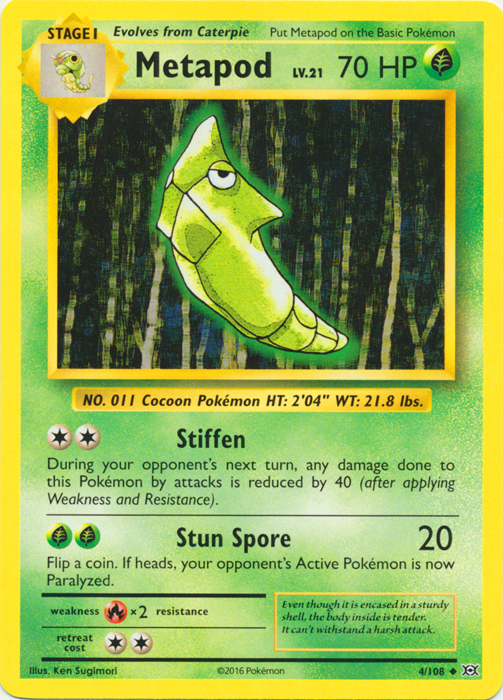 STAGE 1 Evolves from Caterpie Put Metapod on the Basic Pokémon
Metapod LV.21 70 HP
NO. 011 Cocoon Pokémon HT: 2'04" WT: 21.8 lbs.
Stiffen
During your opponent's next turn, any damage done to
this Pokémon by attacks is reduced by 40 (after applying
Weakness and Resistance).
Stun Spore 20
Flip a coin. If heads, your opponent's Active Pokémon is now
Paralyzed.
weakness ×2 resistance
retreat
cost
Even though it is encased in a sturdy
shell, the body inside is tender.
It can't withstand a harsh attack.
Illus. Ken Sugimori ©2016 Pokémon 4/108